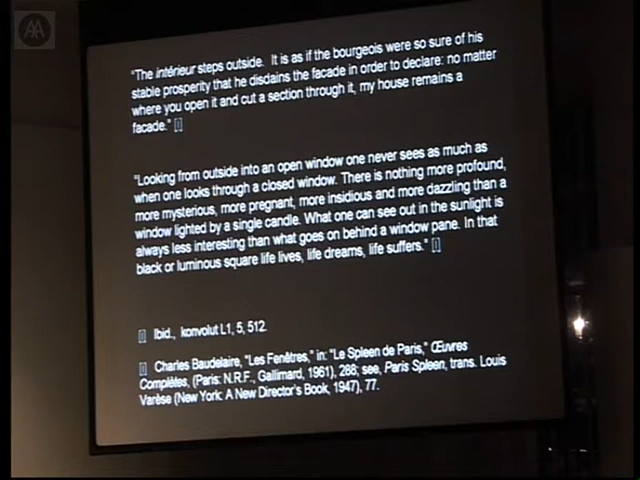 AA
"The intérieur steps outside. It is as if the bourgeois were so sure of his
stable prosperity that he disdains the facade in order to declare: no matter
where you open it and cut a section through it, my house remains a
facade." []
"Looking from outside into an open window one never sees as much as
when one looks through a closed window. There is nothing more profound,
more mysterious, more pregnant, more insidious and more dazzling than a
window lighted by a single candle. What one can see out in the sunlight is
always less interesting than what goes on behind a window pane. In that
black or luminous square life lives, life dreams, life suffers." []
[] Ibid., konvolut L1, 5, 512.
[] Charles Baudelaire, "Les Fenêtres," in: "Le Spleen de Paris," Œuvres
Complètes, (Paris: N.R.F., Gallimard, 1961), 288; see, Paris Spleen, trans. Louis
Varèse (New York: A New Director's Book, 1947), 77.